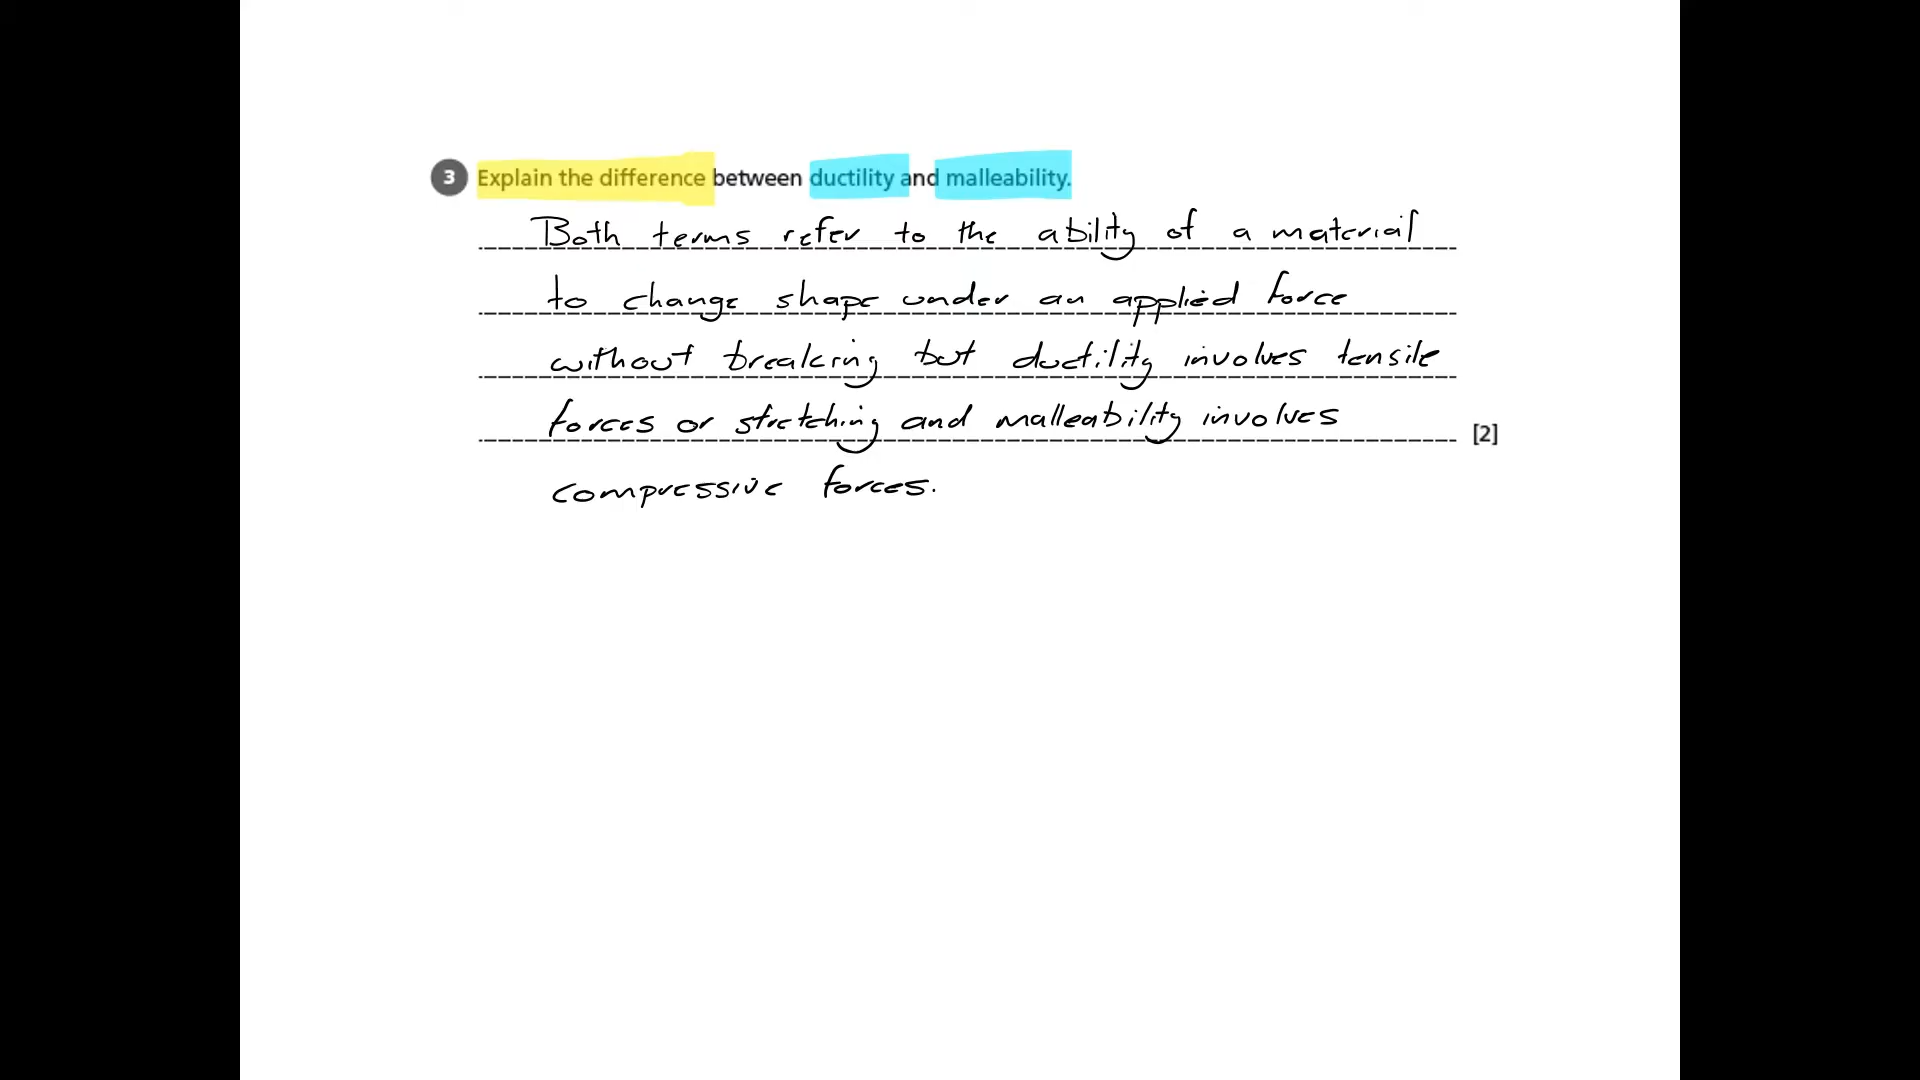 3 Explain the difference between ductility and malleability.
Both terms refer to the ability of a material
to change shape under an applied force
without breaking but ductility involves tensile
forces or stretching and malleability involves
[2]
compressive forces.